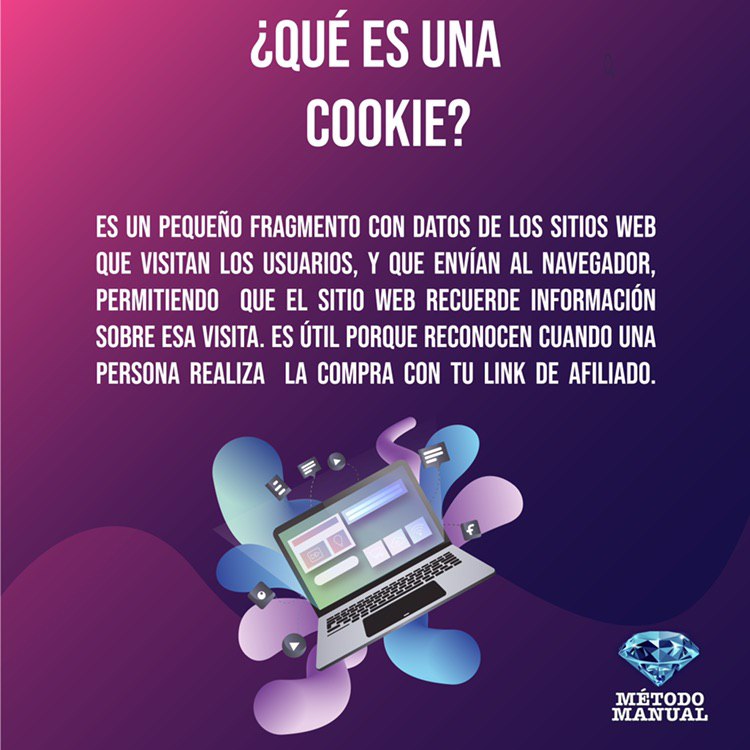 ¿QUÉ ES UNA
COOKIE?
ES UN PEQUEÑO FRAGMENTO CON DATOS DE LOS SITIOS WEB
QUE VISITAN LOS USUARIOS, Y QUE ENVÍAN AL NAVEGADOR,
PERMITIENDO QUE EL SITIO WEB RECUERDE INFORMACIÓN
SOBRE ESA VISITA. ES ÚTIL PORQUE RECONOCEN CUANDO UNA
PERSONA REALIZA LA COMPRA CON TU LINK DE AFILIADO.
MÉTODO
MANUAL